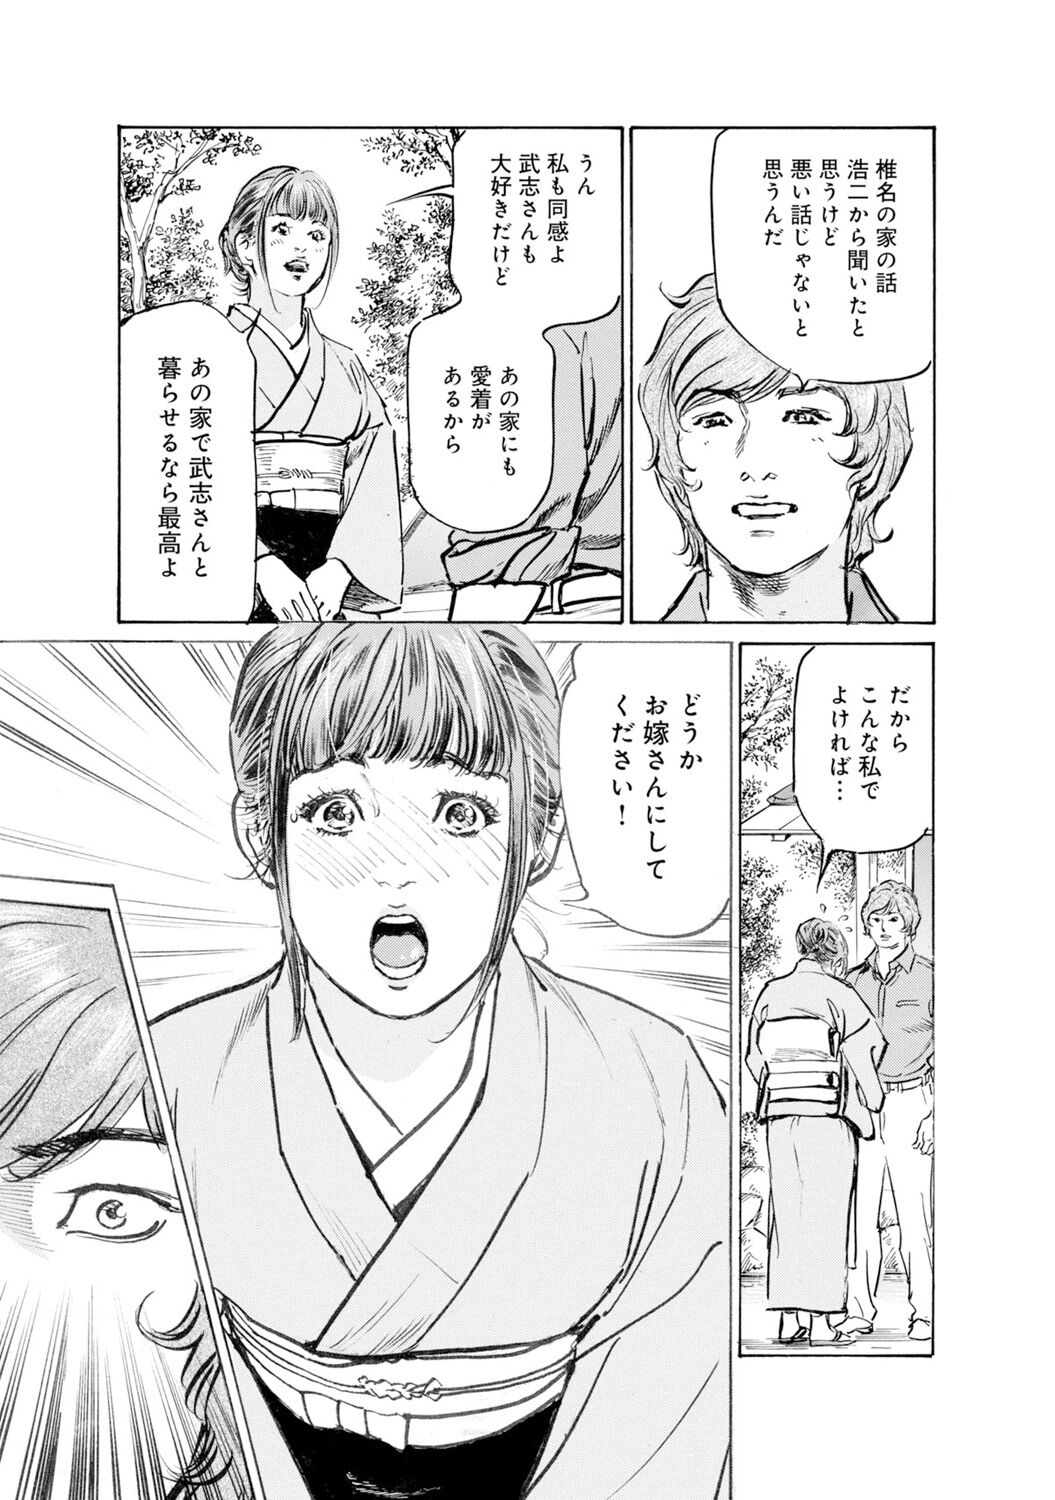 椎名の家の話
浩二から聞いたと
思うけど
悪い話じゃないと
思うんだ
うん
私も同感よ
武志さんも
大好きだけど
あの家にも
愛着が
あるから
あの家で武志さんと
暮らせるなら最高よ
だから
こんな私で
よければ…
どうか
お嫁さんにして
ください！